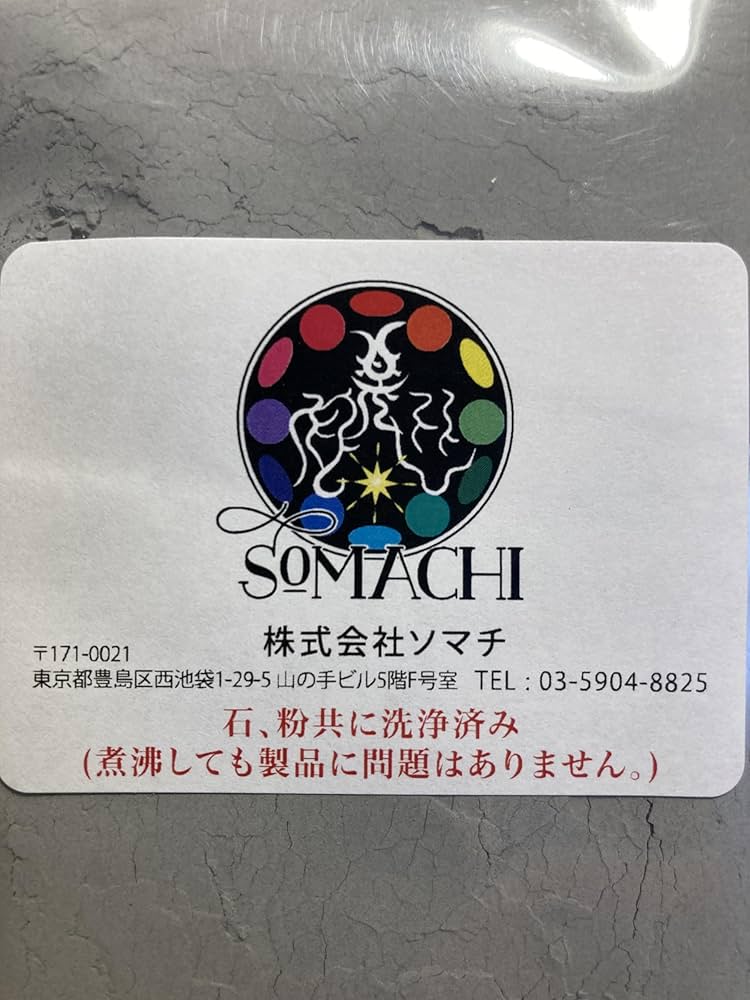 SOMACHI
株式会社ソマチ
〒171-0021
東京都豊島区西池袋1-29-5 山の手ビル5階F号室 TEL : 03-5904-8825
石、粉共に洗浄済み
(煮沸しても製品に問題はありません。)